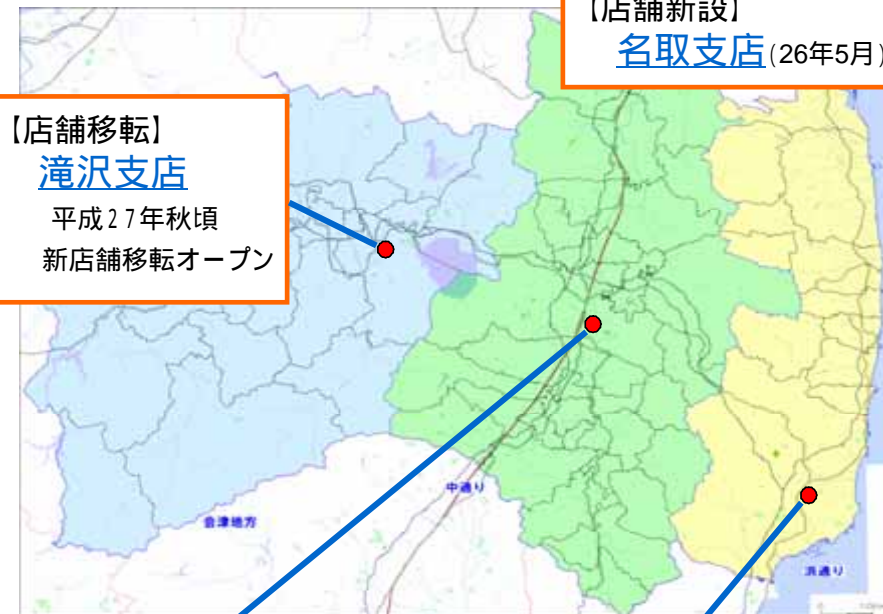 【店舗新設】
名取支店(26年5月)
【店舗移転】
滝沢支店
平成27年秋頃
新店舗移転オープン
中通り
会津地方
浜通り